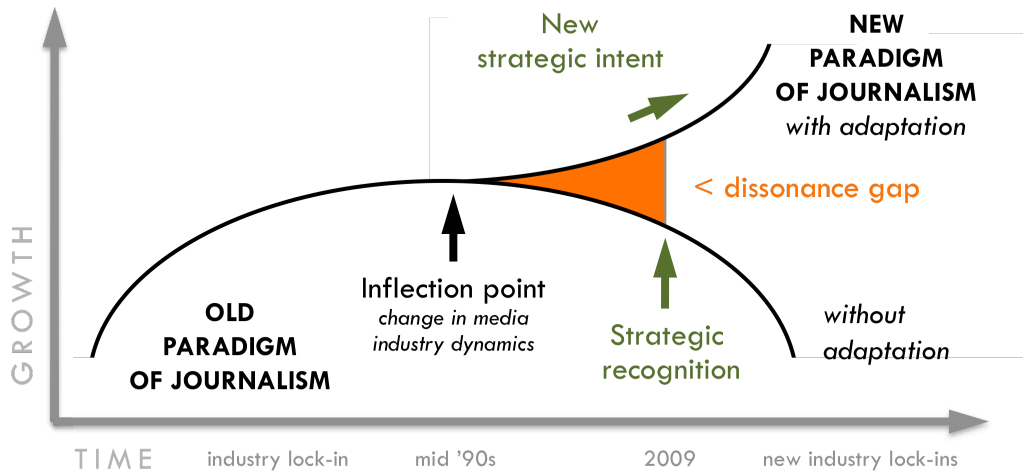 New
strategic intent
NEW
PARADIGM
OF JOURNALISM
with adaptation
< dissonance gap
GROWTH
Inflection point
change in media
industry dynamics
OLD
PARADIGM
OF JOURNALISM
Strategic
recognition
without
adaptation
TIME
industry lock-in
mid ’90s
2009
new industry lock-ins